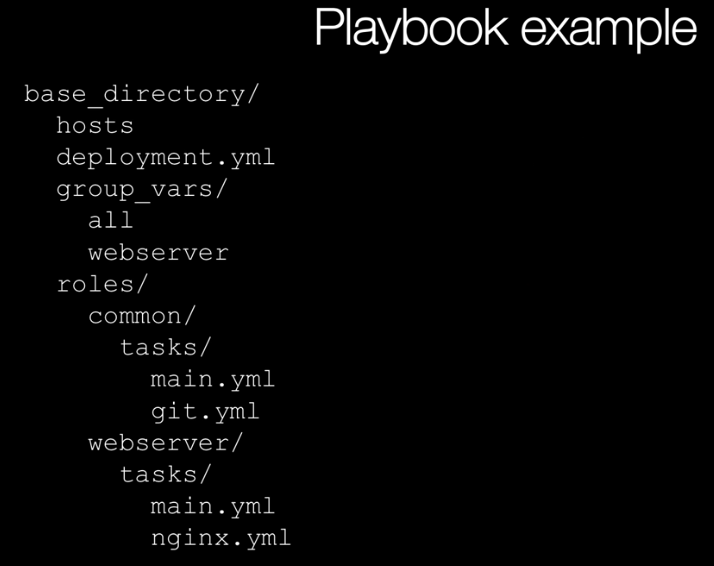 Playbook example
base_directory/
hosts
deployment.yml
group_vars/
all
webserver
roles/
common/
tasks/
main.yml
git.yml
webserver/
tasks/
main.yml
nginx.yml